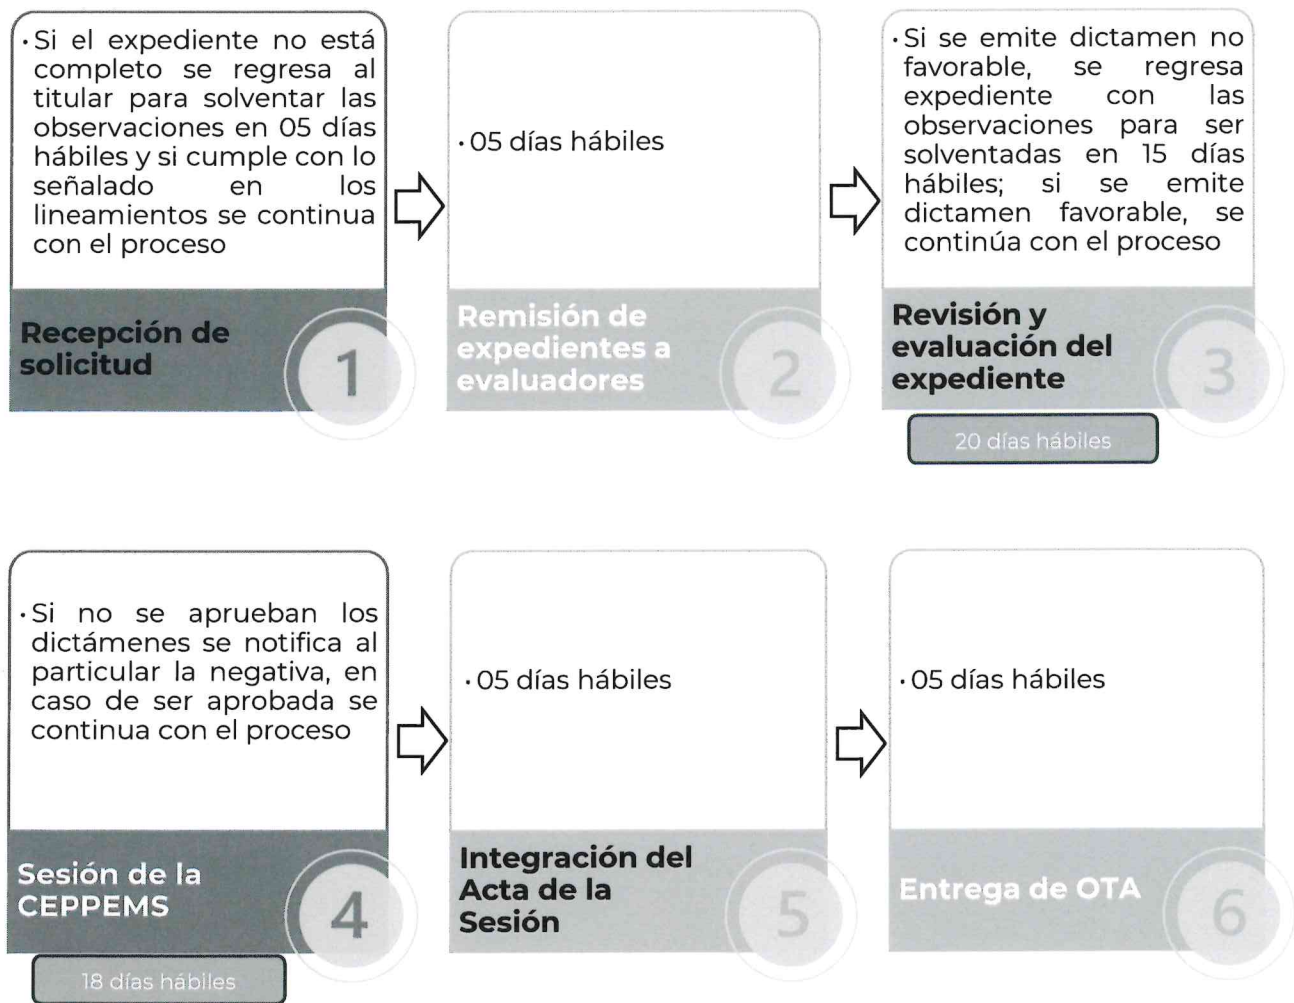 · Si el expediente no está
completo se regresa al
titular para solventar las
observaciones en 05 días
hábiles y si cumple con lo
señalado en los
lineamientos se continua
con el proceso
Recepción de
solicitud
1
· 05 días hábiles
Remisión de
expedientes a
evaluadores
2
· Si se emite dictamen no
favorable, se regresa
expediente con las
observaciones para ser
solventadas en 15 días
hábiles; si se emite
dictamen favorable, se
continúa con el proceso
Revisión y
evaluación del
expediente
3
20 días hábiles
· Si no se aprueban los
dictámenes se notifica al
particular la negativa, en
caso de ser aprobada se
continua con el proceso
Sesión de la
CEPPEMS
4
18 días hábiles
· 05 días hábiles
Integración del
Acta de la
Sesión
5
· 05 días hábiles
Entrega de OTA
6